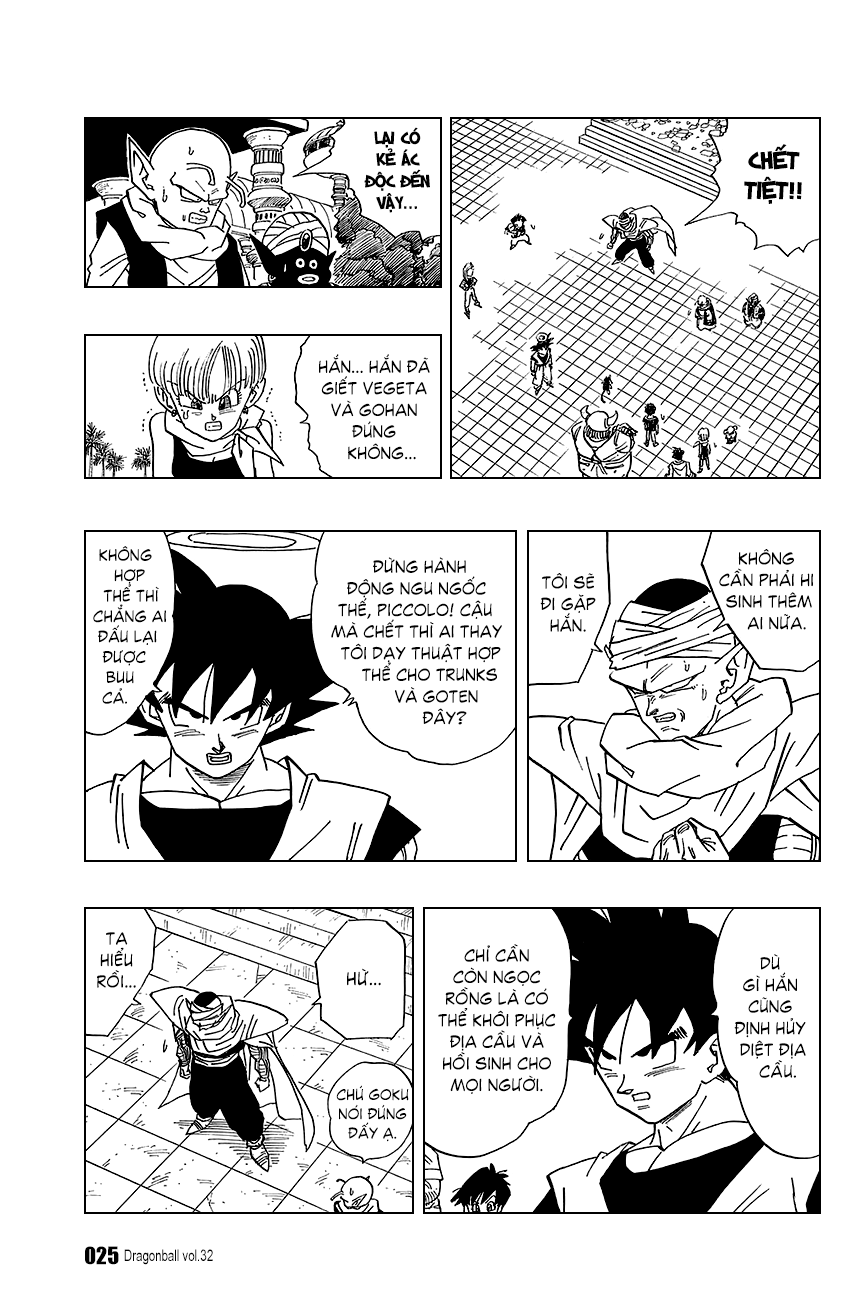 CHẾT
TIỆT!!
LẠI CÓ
KẺ ÁC
ĐỘC ĐẾN
VẬY...
HẮN... HẮN ĐÃ
GIẾT VEGETA
VÀ GOHAN
ĐÚNG
KHÔNG...
KHÔNG
CẦN PHẢI HI
SINH THÊM
AI NỮA.
TÔI SẼ
ĐI GẶP
HẮN.
ĐỪNG HÀNH
ĐỘNG NGU NGỐC
THẾ, PICCOLO! CẬU
MÀ CHẾT THÌ AI THAY
TÔI DẠY THUẬT HỢP
THỂ CHO TRUNKS
VÀ GOTEN
ĐÂY?
KHÔNG
HỢP
THỂ THÌ
CHẲNG AI
ĐẤU LẠI
ĐƯỢC
BUU
CẢ.
DÙ
GÌ HẮN
CŨNG
ĐỊNH HỦY
DIỆT ĐỊA
CẦU.
CHỈ CẦN
CÒN NGỌC
RỒNG LÀ CÓ
THỂ KHÔI PHỤC
ĐỊA CẦU VÀ
HỒI SINH CHO
MỌI NGƯỜI.
HỪ...
TA
HIỂU
RỒI...
CHÚ GOKU
NÓI ĐÚNG
ĐẤY Ạ.
025 Dragonball vol.32